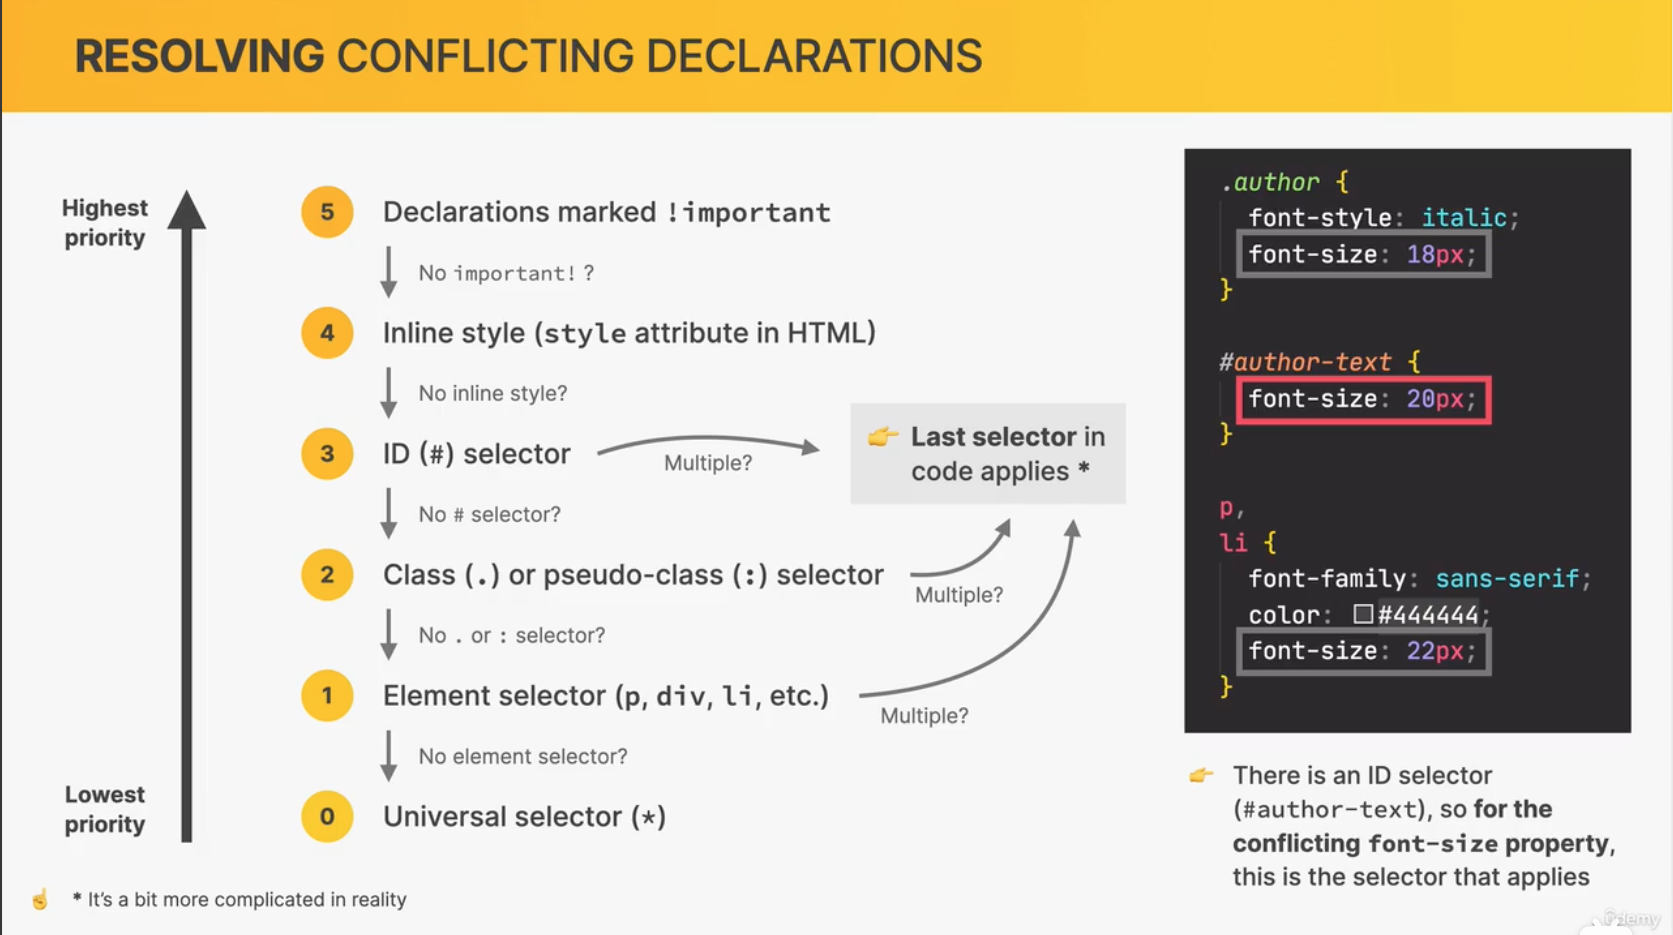 RESOLVING CONFLICTING DECLARATIONS
Highest
priority
5
Declarations marked !important
No important! ?
4
Inline style (style attribute in HTML)
No inline style?
3
ID (#) selector
Multiple?
👉 Last selector in
code applies *
No # selector?
2
Class (.) or pseudo-class (:) selector
Multiple?
No . or : selector?
1
Element selector (p, div, li, etc.)
Multiple?
No element selector?
Lowest
priority
0
Universal selector (*)
☝️ * It's a bit more complicated in reality
.author {
font-style: italic;
font-size: 18px;
}
#author-text {
font-size: 20px;
}
p,
li {
font-family: sans-serif;
color: #444444;
font-size: 22px;
}
👉 There is an ID selector
(#author-text), so for the
conflicting font-size property,
this is the selector that applies
ûdemy